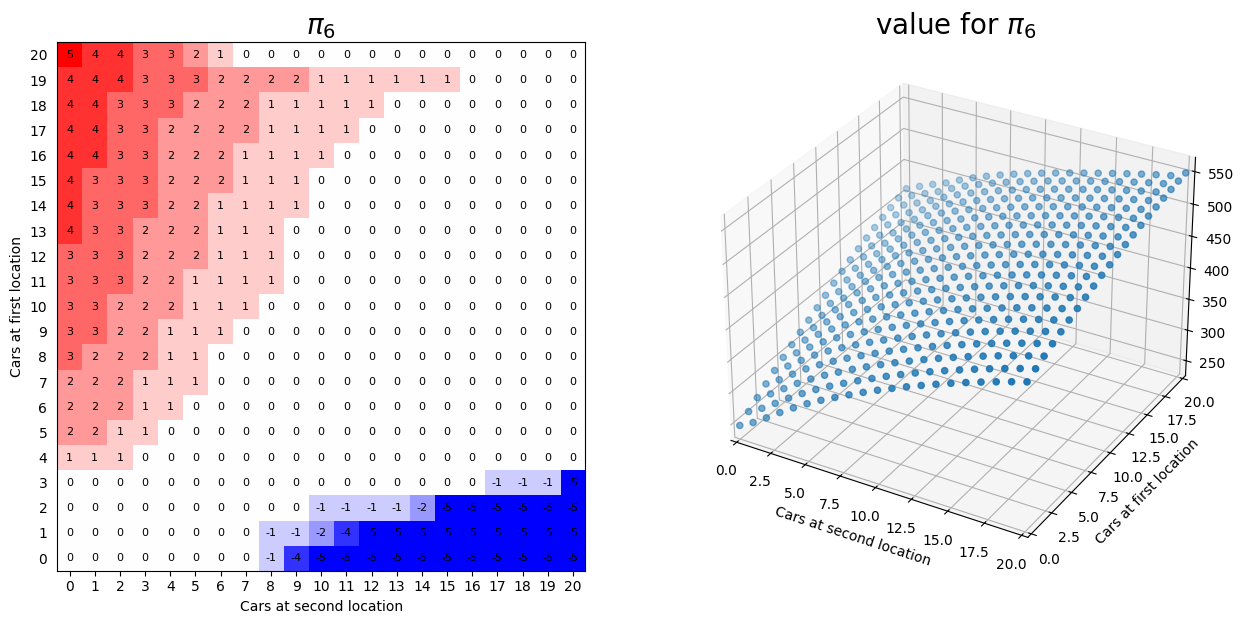 π6
value for π6
Cars at first location
20 5 4 4 3 3 2 1 0 0 0 0 0 0 0 0 0 0 0 0 0 0
19 4 4 4 3 3 3 2 2 2 2 1 1 1 1 1 1 0 0 0 0 0
18 4 4 3 3 3 2 2 2 1 1 1 1 1 0 0 0 0 0 0 0 0
17 4 4 3 3 2 2 2 2 1 1 1 1 0 0 0 0 0 0 0 0 0
16 4 4 3 3 2 2 2 1 1 1 1 0 0 0 0 0 0 0 0 0 0
15 4 3 3 3 2 2 2 1 1 1 0 0 0 0 0 0 0 0 0 0 0
14 4 3 3 3 2 2 1 1 1 1 0 0 0 0 0 0 0 0 0 0 0
13 4 3 3 2 2 2 1 1 1 0 0 0 0 0 0 0 0 0 0 0 0
12 3 3 3 2 2 2 1 1 1 0 0 0 0 0 0 0 0 0 0 0 0
11 3 3 3 2 2 1 1 1 1 0 0 0 0 0 0 0 0 0 0 0 0
10 3 3 2 2 2 1 1 1 0 0 0 0 0 0 0 0 0 0 0 0 0
9 3 3 2 2 1 1 1 0 0 0 0 0 0 0 0 0 0 0 0 0 0
8 3 2 2 2 1 1 0 0 0 0 0 0 0 0 0 0 0 0 0 0 0
7 2 2 2 1 1 1 0 0 0 0 0 0 0 0 0 0 0 0 0 0 0
6 2 2 2 1 1 0 0 0 0 0 0 0 0 0 0 0 0 0 0 0 0
5 2 2 1 1 0 0 0 0 0 0 0 0 0 0 0 0 0 0 0 0 0
4 1 1 1 0 0 0 0 0 0 0 0 0 0 0 0 0 0 0 0 0 0
3 0 0 0 0 0 0 0 0 0 0 0 0 0 0 0 0 0 -1 -1 -1 -5
2 0 0 0 0 0 0 0 0 0 0 -1 -1 -1 -1 -2 -5 -5 -5 -5 -5 -5
1 0 0 0 0 0 0 0 0 -1 -1 -2 -4 -5 -5 -5 -5 -5 -5 -5 -5 -5
0 0 0 0 0 0 0 0 0 -1 -4 -5 -5 -5 -5 -5 -5 -5 -5 -5 -5 -5
0 1 2 3 4 5 6 7 8 9 10 11 12 13 14 15 16 17 18 19 20
Cars at second location
550
500
450
400
350
300
250
0.0 2.5 5.0 7.5 10.0 12.5 15.0 17.5 20.0
Cars at second location
0.0 2.5 5.0 7.5 10.0 12.5 15.0 17.5 20.0
Cars at first location